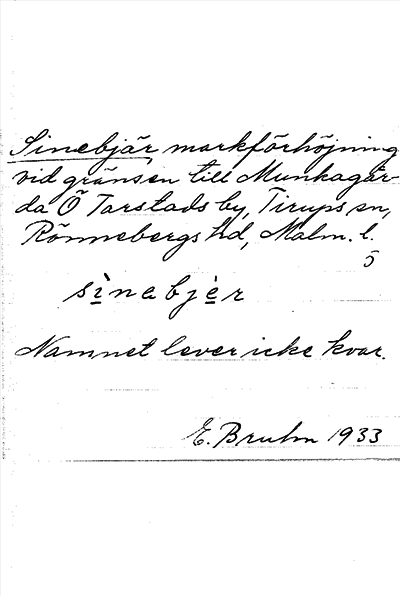 Sinebjär, markförhöjning
vid gränsen till Munkagår-
da Ö Tarstads by, Tirups sn,
Rönnebergs hd, Malm. l.
5
sìnəbjèr
Namnet lever icke kvar.
E. Bruhn 1933